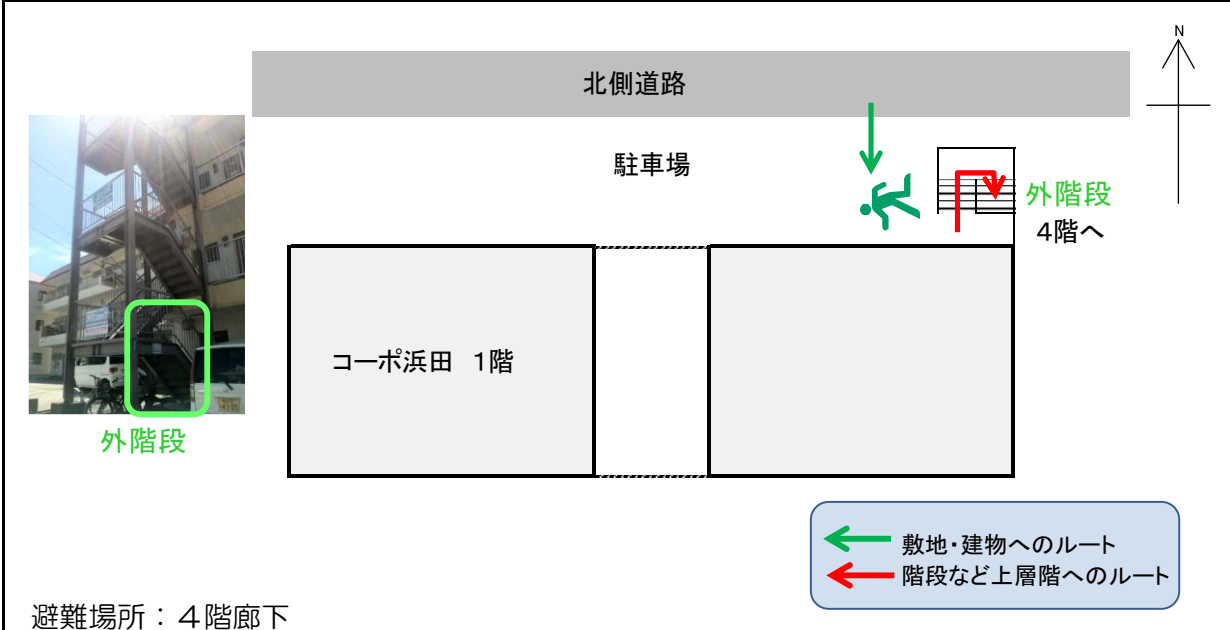 N
北側道路
駐車場
外階段
4階へ
コーポ浜田 1階
外階段
敷地・建物へのルート
階段など上層階へのルート
避難場所：４階廊下